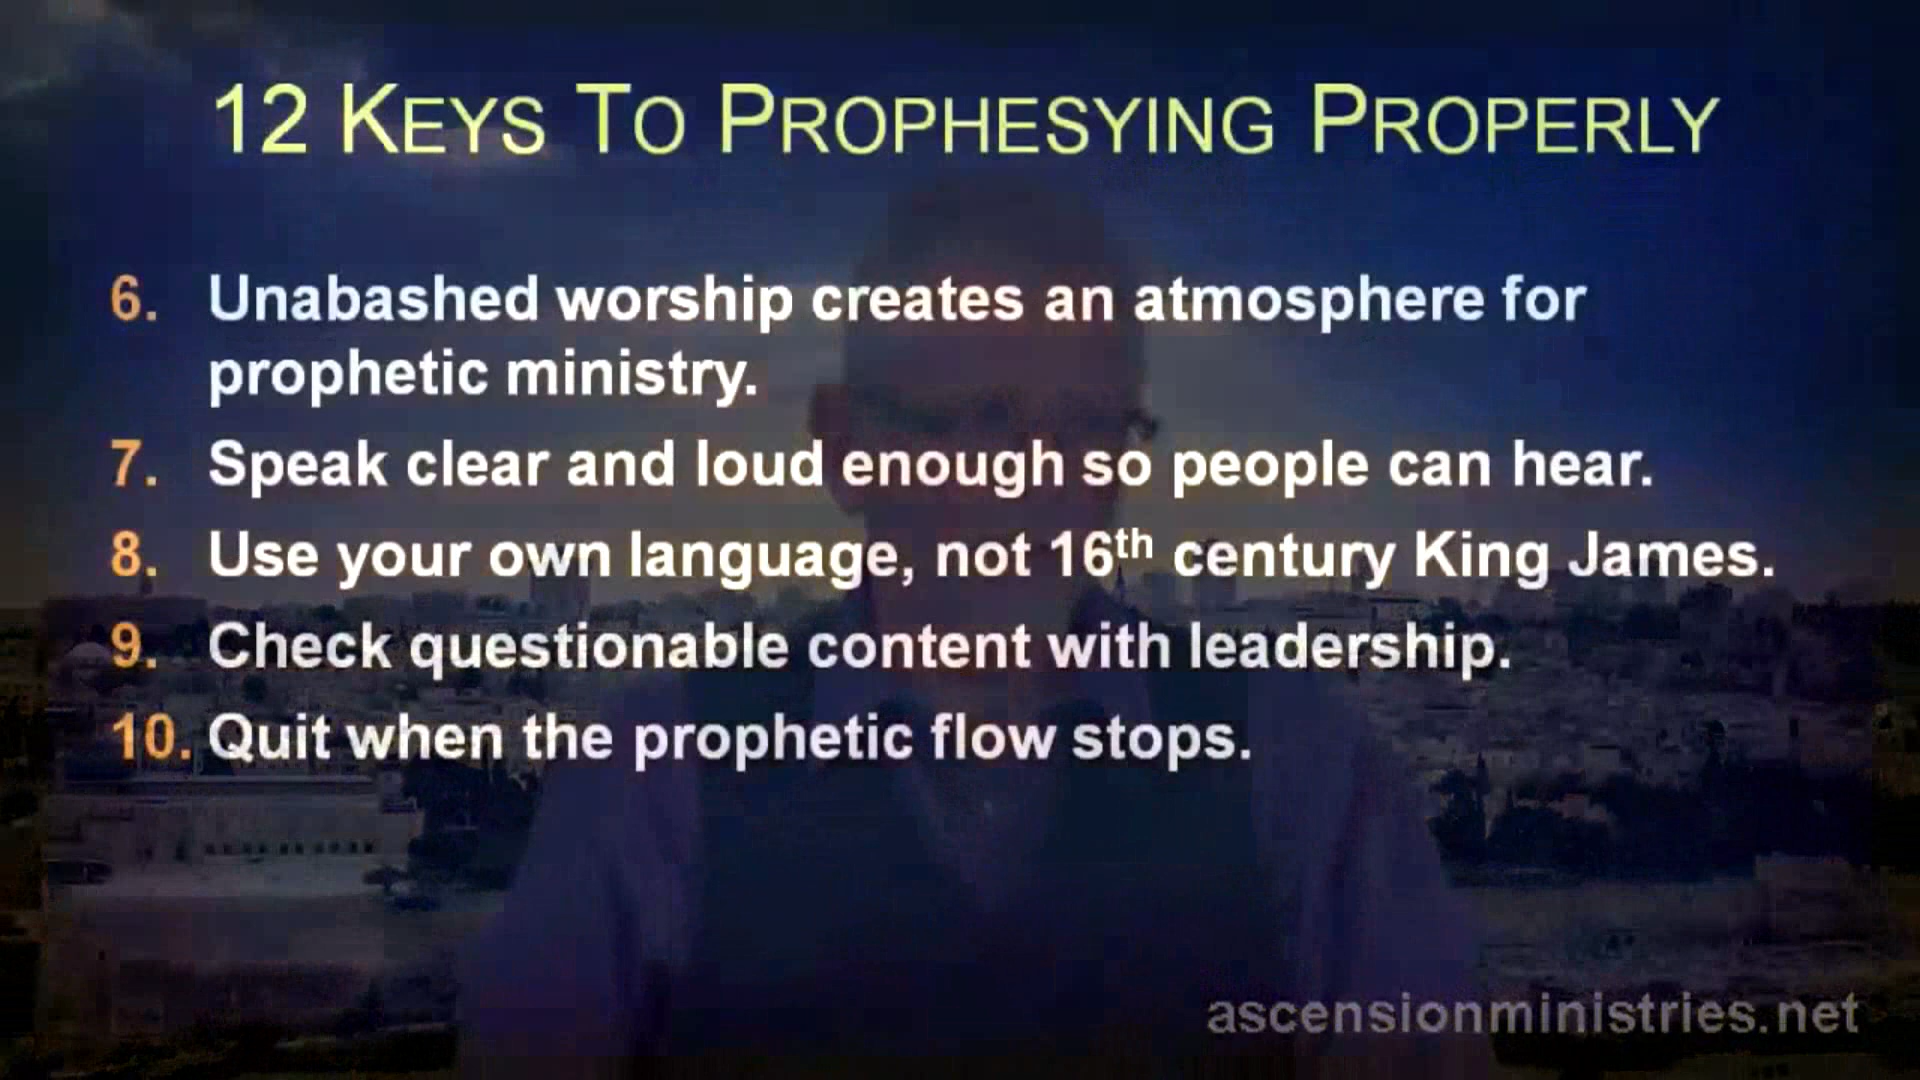 12 KEYS TO PROPHESYING PROPERLY
6. Unabashed worship creates an atmosphere for
prophetic ministry.
7. Speak clear and loud enough so people can hear.
8. Use your own language, not 16th century King James.
9. Check questionable content with leadership.
10. Quit when the prophetic flow stops.
ascensionministries.net